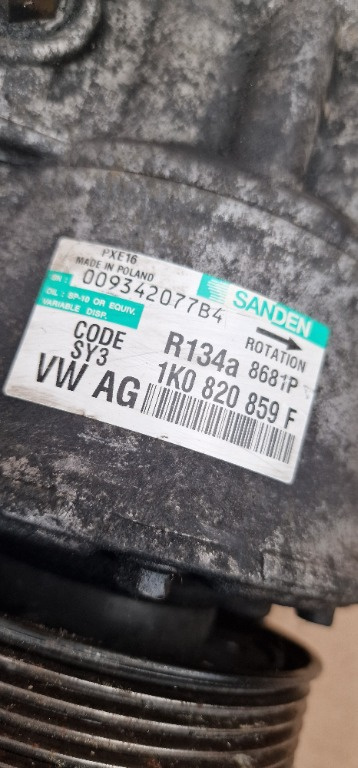 PXE16
MADE IN POLAND
SN : 009342077B4
OIL : SP-10 OR EQUIV.
VARIABLE DISP.
SANDEN
ROTATION
CODE
SY3
R134a 8681P
VW AG
1K0 820 859 F